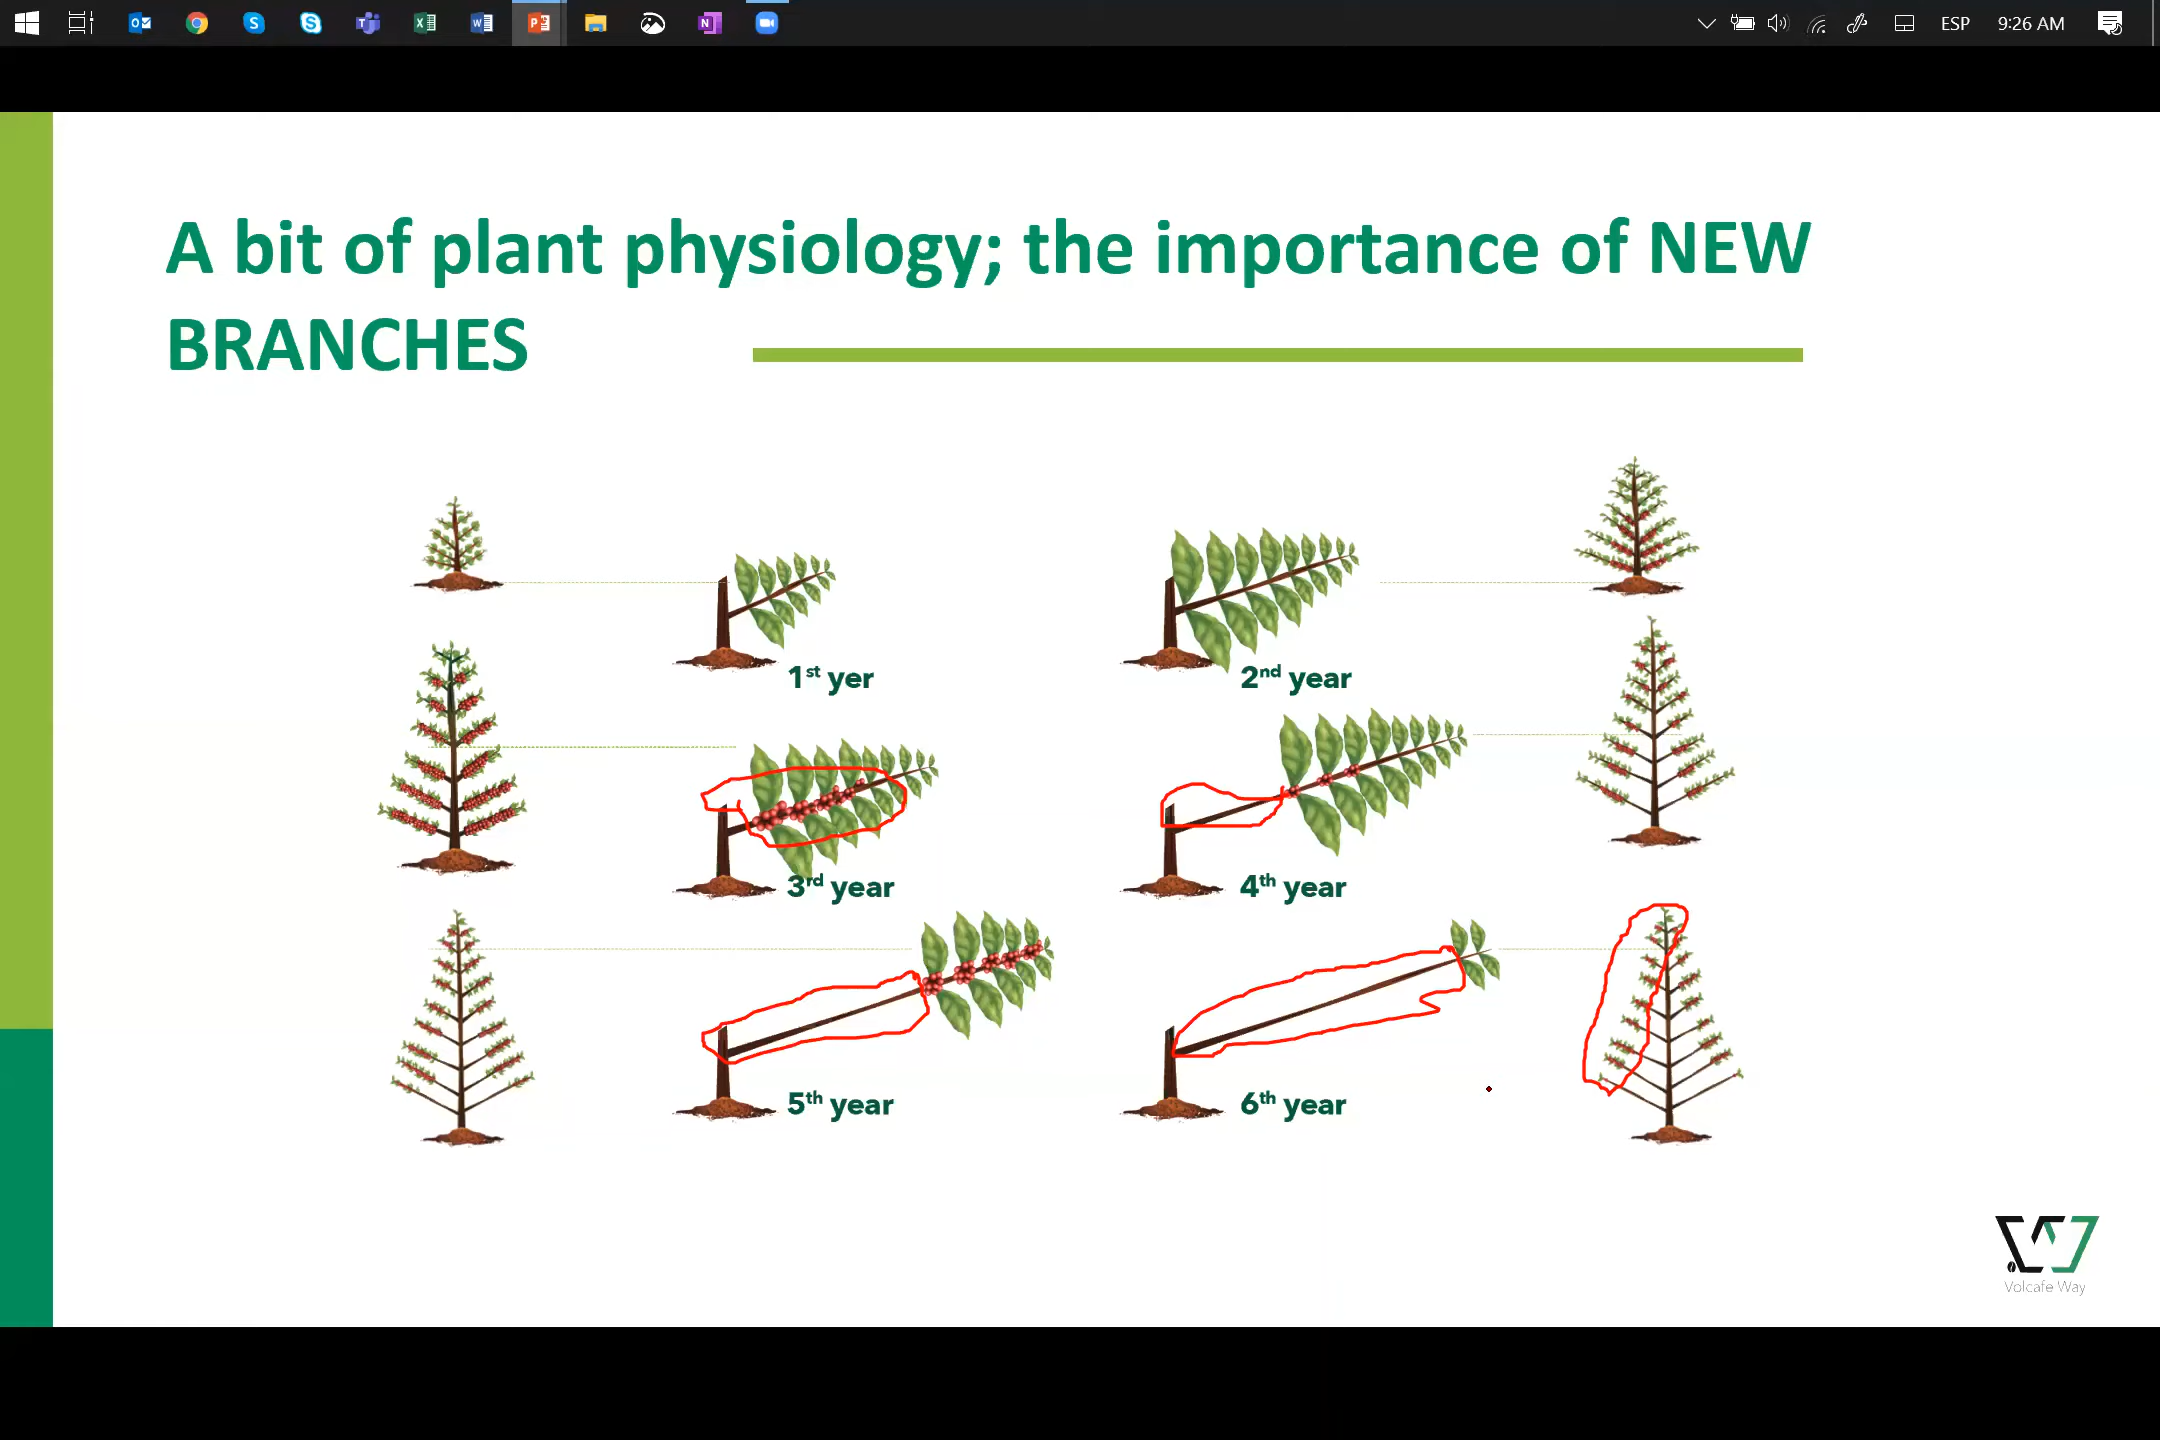 ESP 9:26 AM
A bit of plant physiology; the importance of NEW
BRANCHES
1st yer
2nd year
3rd year
4th year
5th year
6th year
Volcafe Way